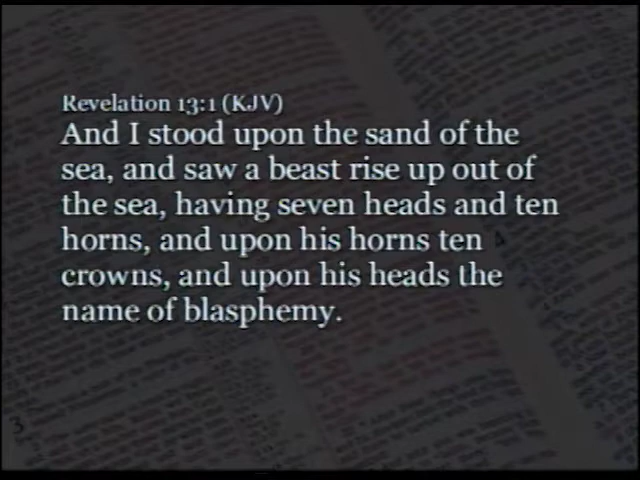 Revelation 13:1 (KJV)
And I stood upon the sand of the
sea, and saw a beast rise up out of
the sea, having seven heads and ten
horns, and upon his horns ten
crowns, and upon his heads the
name of blasphemy.
3